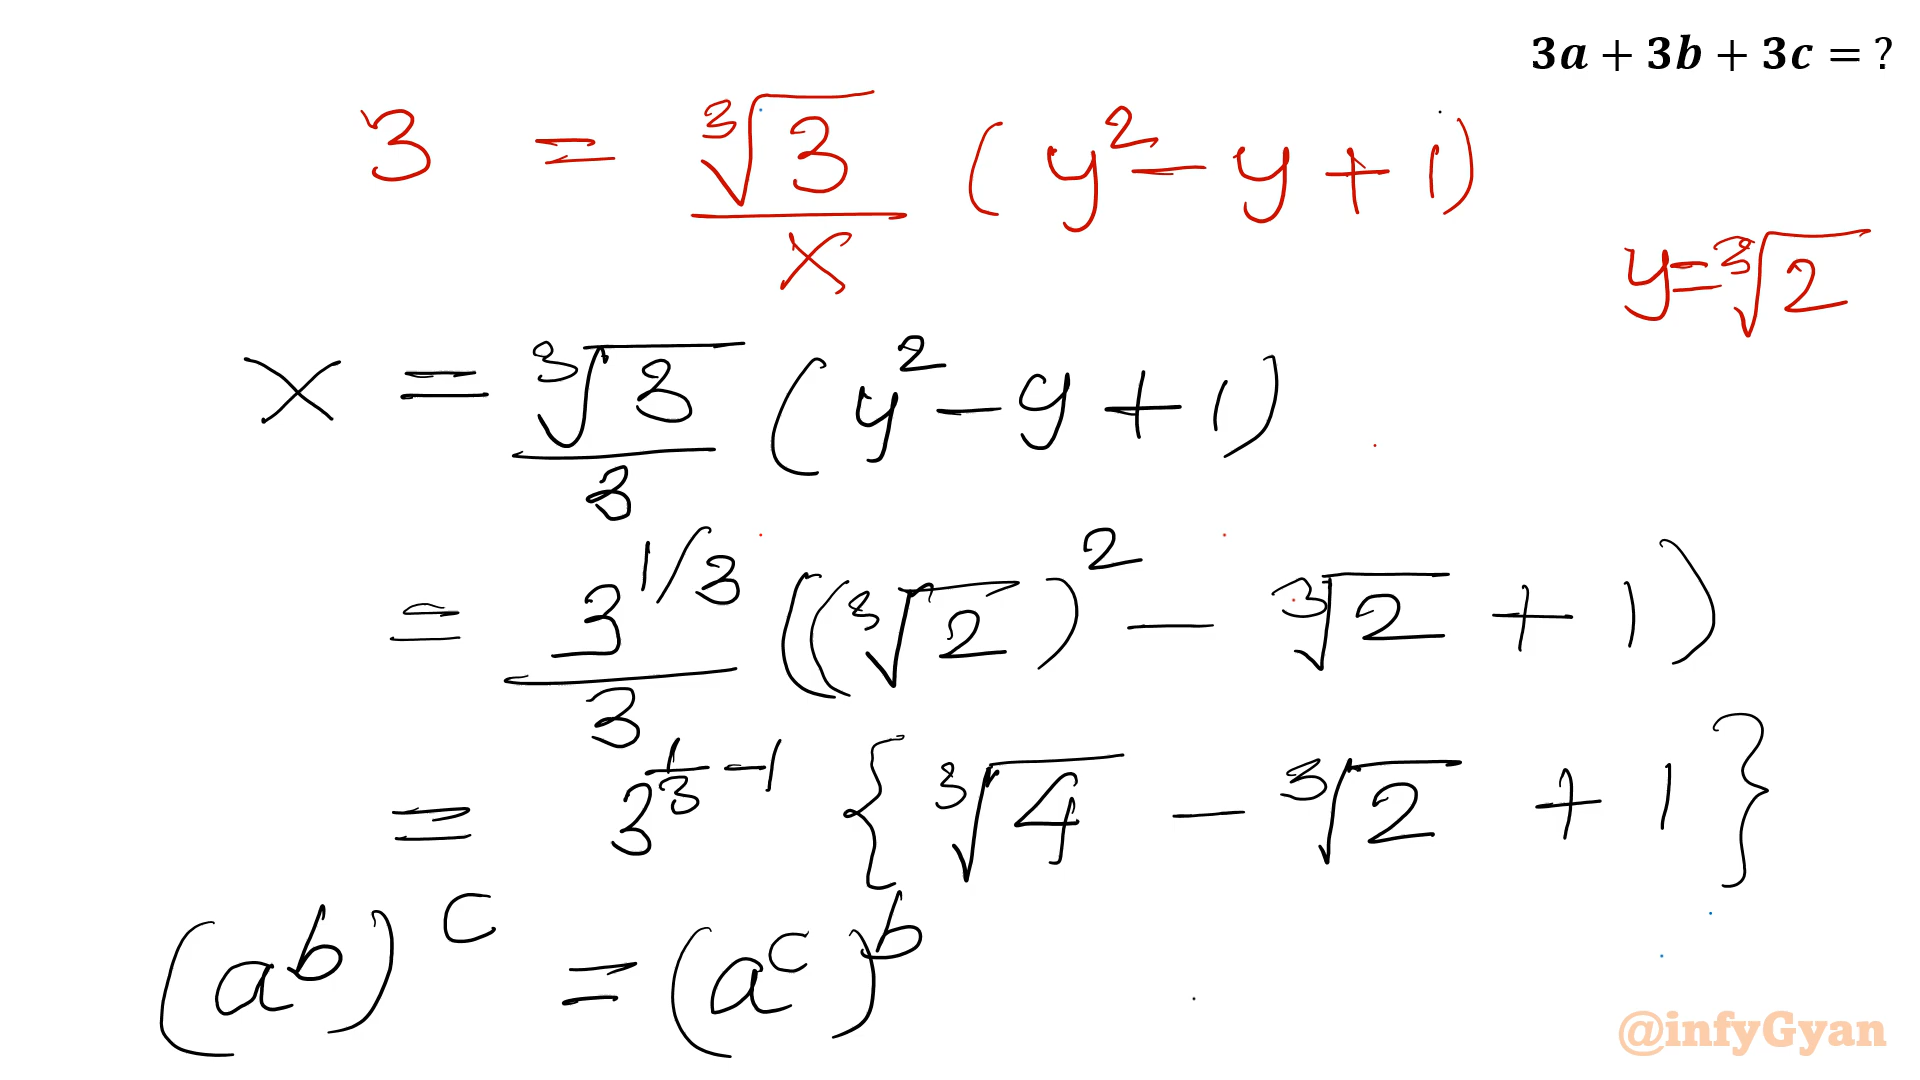 3a + 3b + 3c = ?
3 = ∛3/x (y² − y + 1)
y = ∛2
x = ∛3/3 (y² − y + 1)
= 3^{1/3}/3 ((∛2)² − ∛2 + 1)
= 3^{1/3 − 1} {∛4 − ∛2 + 1}
(a^b)^c = (a^c)^b
@infyGyan